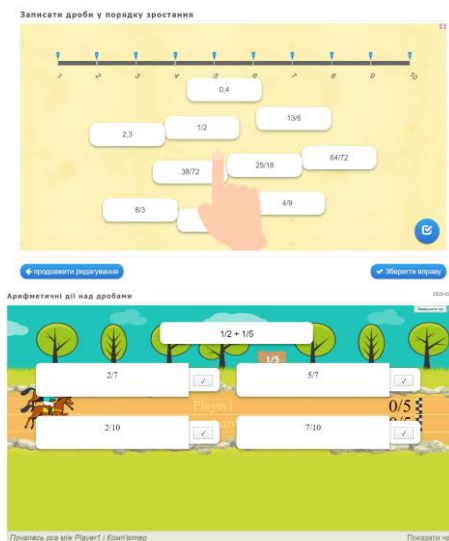 Записати дроби у порядку зростання
1 2 3 4 5 6 7 8 9 10
0,4
13/6
1/2
2,3
64/72
25/18
38/72
4/9
8/3
продовжити редагування
Зберегти вправу
Арифметичні дії над дробами
1/2 + 1/5
1/5
2/7
5/7
Player1
0/5
2/10
7/10
Почалась гра між Player1 і Комп'ютер
Показати